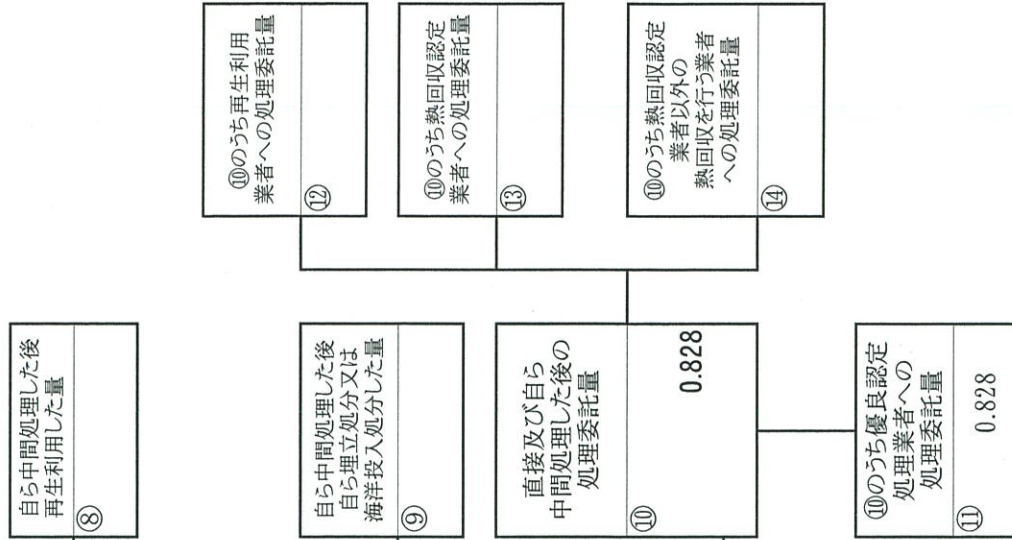 自ら中間処理した後
再生利用した量
⑧
自ら中間処理した後
自ら埋立処分又は
海洋投入処分した量
⑨
直接及び自ら
中間処理した後の
処理委託量
⑩
0.828
⑩のうち優良認定
処理業者への
処理委託量
⑪
0.828
⑩のうち再生利用
業者への処理委託量
⑫
⑩のうち熱回収認定
業者への処理委託量
⑬
⑩のうち熱回収認定
業者以外の
熱回収を行う業者
への処理委託量
⑭